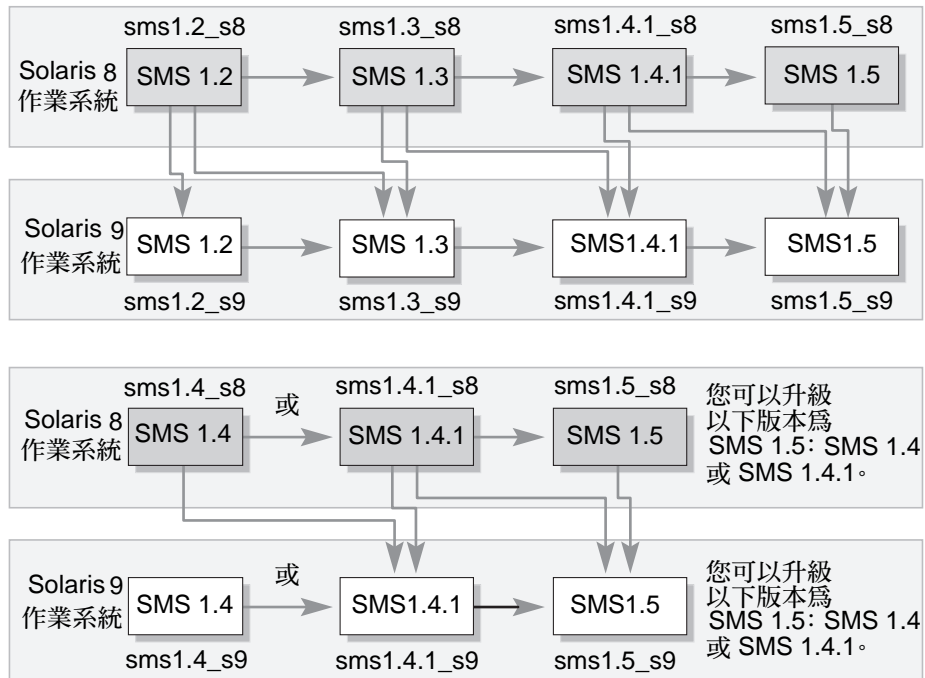 sms1.2_s8 sms1.3_s8 sms1.4.1_s8 sms1.5_s8
Solaris 8
作業系統
SMS 1.2 SMS 1.3 SMS 1.4.1 SMS 1.5
Solaris 9
作業系統
SMS 1.2 SMS 1.3 SMS1.4.1 SMS1.5
sms1.2_s9 sms1.3_s9 sms1.4.1_s9 sms1.5_s9
sms1.4_s8 sms1.4.1_s8 sms1.5_s8
Solaris 8
作業系統
SMS 1.4 或 SMS 1.4.1 SMS 1.5
您可以升級
以下版本爲
SMS 1.5：SMS 1.4
或 SMS 1.4.1。
Solaris 9
作業系統
SMS 1.4 或 SMS1.4.1 SMS1.5
您可以升級
以下版本爲
SMS 1.5：SMS 1.4
或 SMS 1.4.1。
sms1.4_s9 sms1.4.1_s9 sms1.5_s9